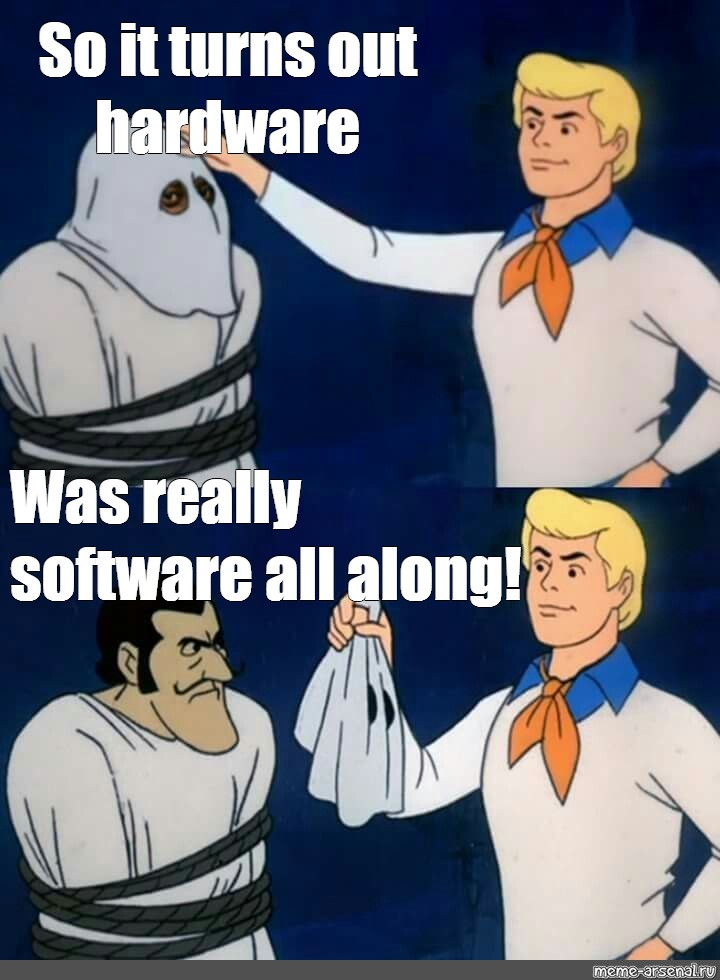 So it turns out
hardware
Was really
software all along!
meme-arsenal.ru